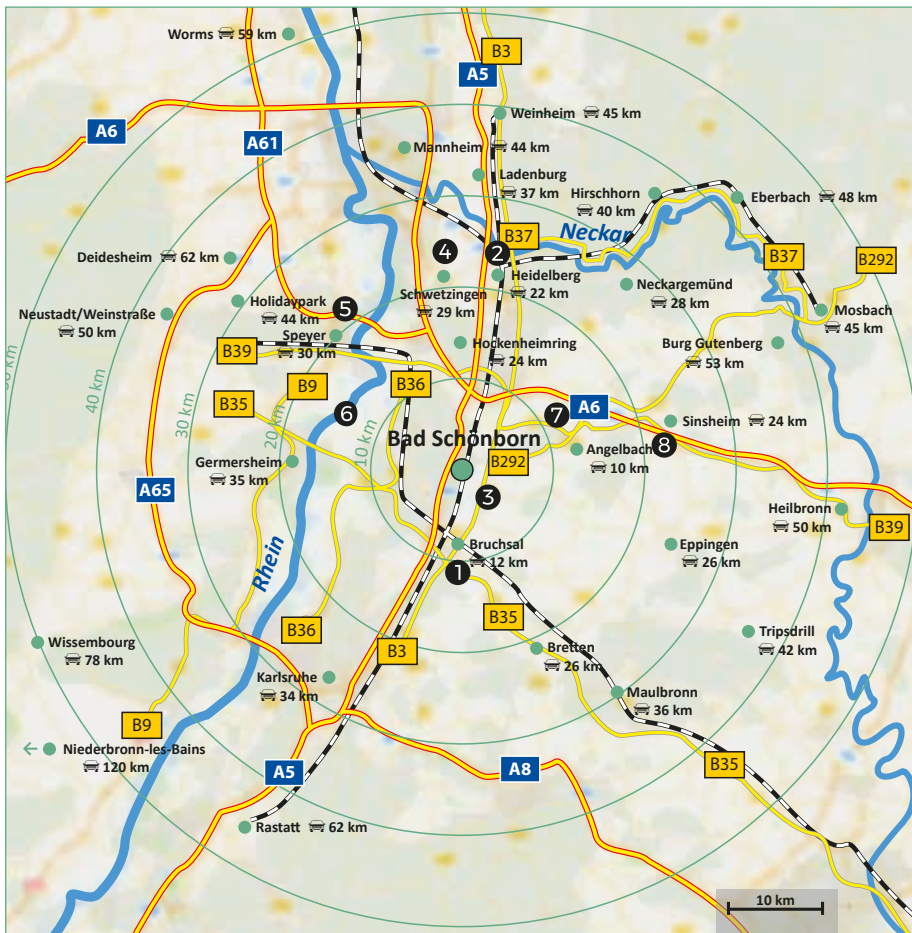 Worms 59 km
B3
A5
A6
A61
Weinheim 45 km
Mannheim 44 km
Ladenburg
37 km
Hirschhorn
40 km
Eberbach 48 km
B37
Neckar
4
2
B37
B292
Deidesheim 62 km
Heidelberg
22 km
Schwetzingen
29 km
Neckargemünd
28 km
Holidaypark
44 km
5
Neustadt/Weinstraße
50 km
Mosbach
45 km
Speyer
30 km
Hockenheimring
24 km
Burg Gutenberg
53 km
B39
B9
B36
B35
40 km
30 km
20 km
10 km
6
7
A6
Sinsheim 24 km
8
Bad Schönborn
Angelbach
10 km
B292
Germersheim
35 km
A65
3
Heilbronn
50 km
B39
Rhein
Bruchsal
12 km
1
Eppingen
26 km
B36
B35
B3
Tripsdrill
42 km
Wissembourg
78 km
Bretten
26 km
Karlsruhe
34 km
Maulbronn
36 km
B9
← Niederbronn-les-Bains
120 km
A5
A8
B35
Rastatt 62 km
10 km